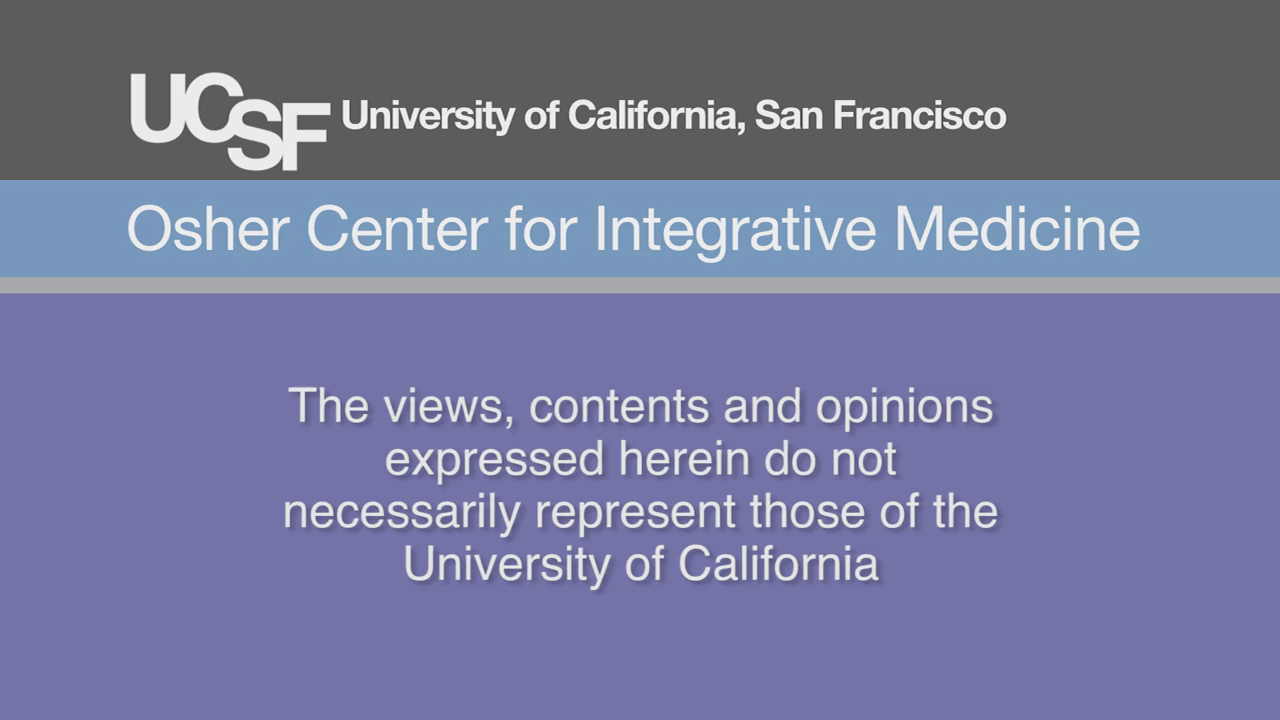 UCSF University of California, San Francisco
Osher Center for Integrative Medicine
The views, contents and opinions
expressed herein do not
necessarily represent those of the
University of California